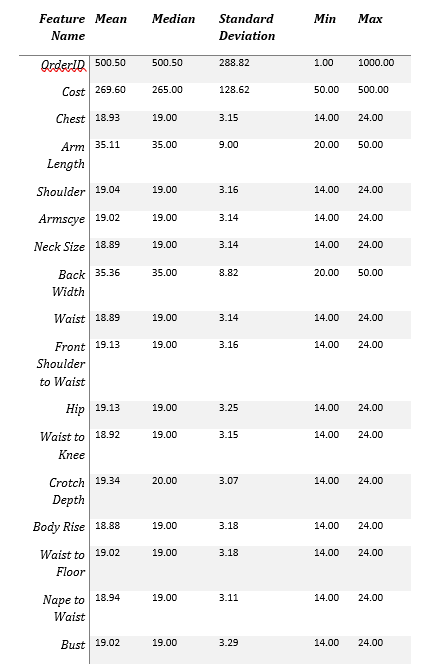 Feature Name Mean Median Standard Deviation Min Max
OrderID 500.50 500.50 288.82 1.00 1000.00
Cost 269.60 265.00 128.62 50.00 500.00
Chest 18.93 19.00 3.15 14.00 24.00
Arm Length 35.11 35.00 9.00 20.00 50.00
Shoulder 19.04 19.00 3.16 14.00 24.00
Armscye 19.02 19.00 3.14 14.00 24.00
Neck Size 18.89 19.00 3.14 14.00 24.00
Back Width 35.36 35.00 8.82 20.00 50.00
Waist 18.89 19.00 3.14 14.00 24.00
Front Shoulder to Waist 19.13 19.00 3.16 14.00 24.00
Hip 19.13 19.00 3.25 14.00 24.00
Waist to Knee 18.92 19.00 3.15 14.00 24.00
Crotch Depth 19.34 20.00 3.07 14.00 24.00
Body Rise 18.88 19.00 3.18 14.00 24.00
Waist to Floor 19.02 19.00 3.18 14.00 24.00
Nape to Waist 18.94 19.00 3.11 14.00 24.00
Bust 19.02 19.00 3.29 14.00 24.00